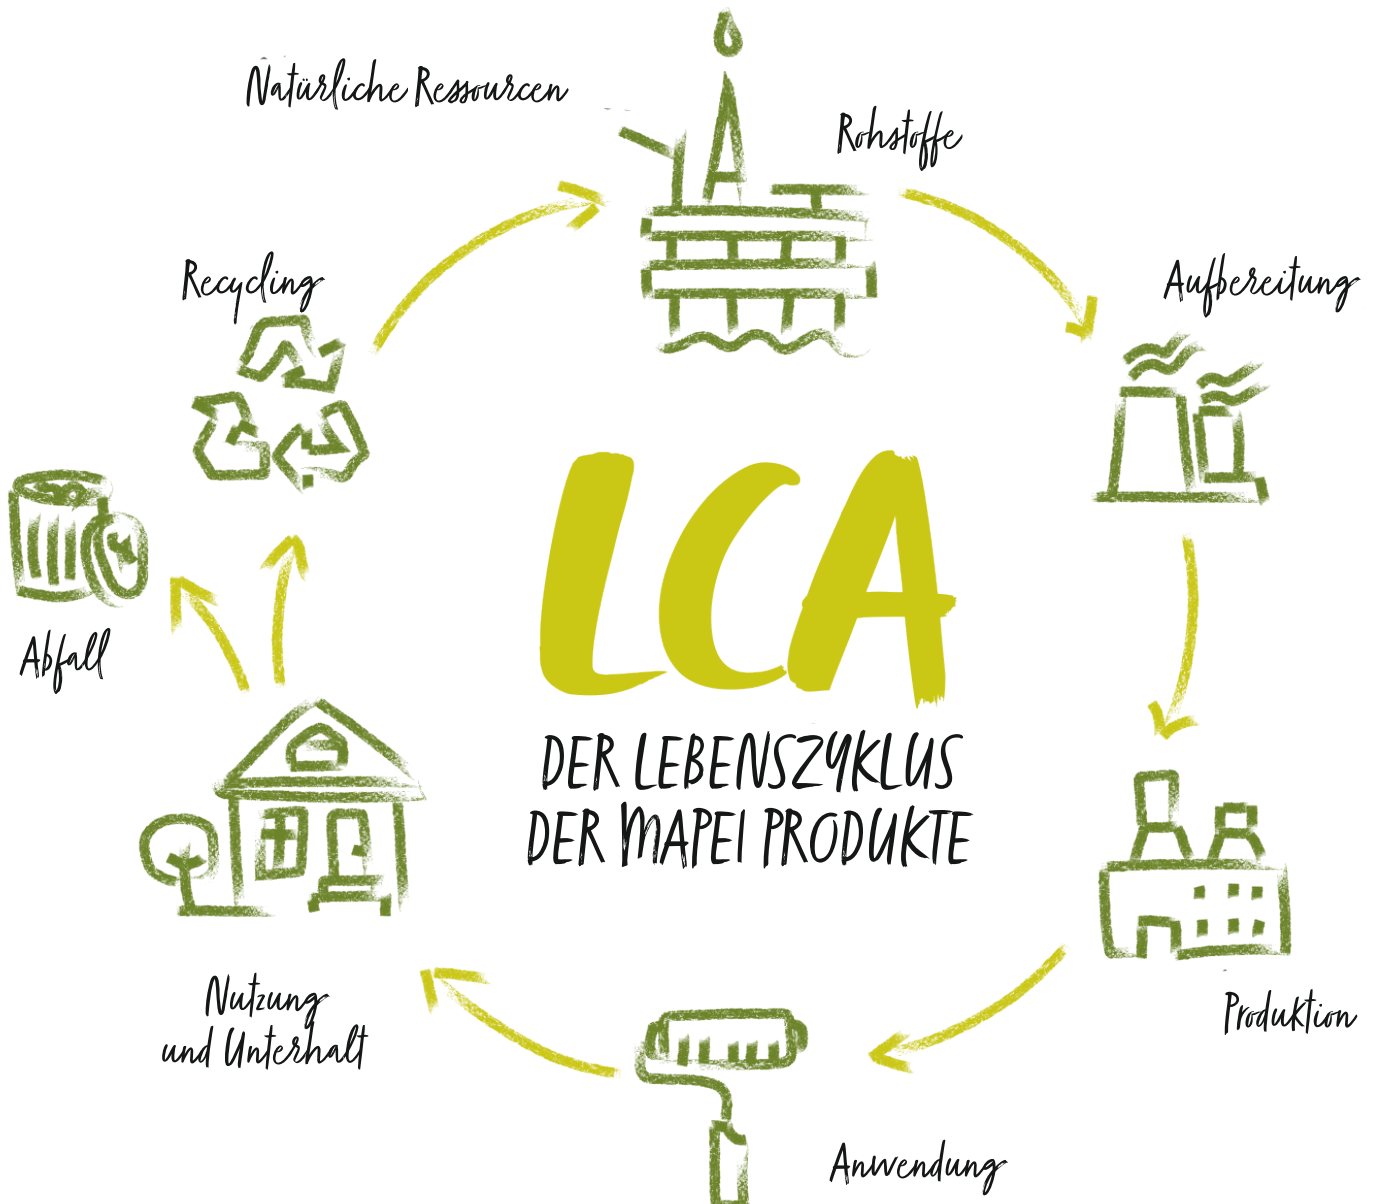 Natürliche Ressourcen
Rohstoffe
Aufbereitung
Recycling
LCA
DER LEBENSZYKLUS
DER MAPEI PRODUKTE
Abfall
Nutzung
und Unterhalt
Produktion
Anwendung